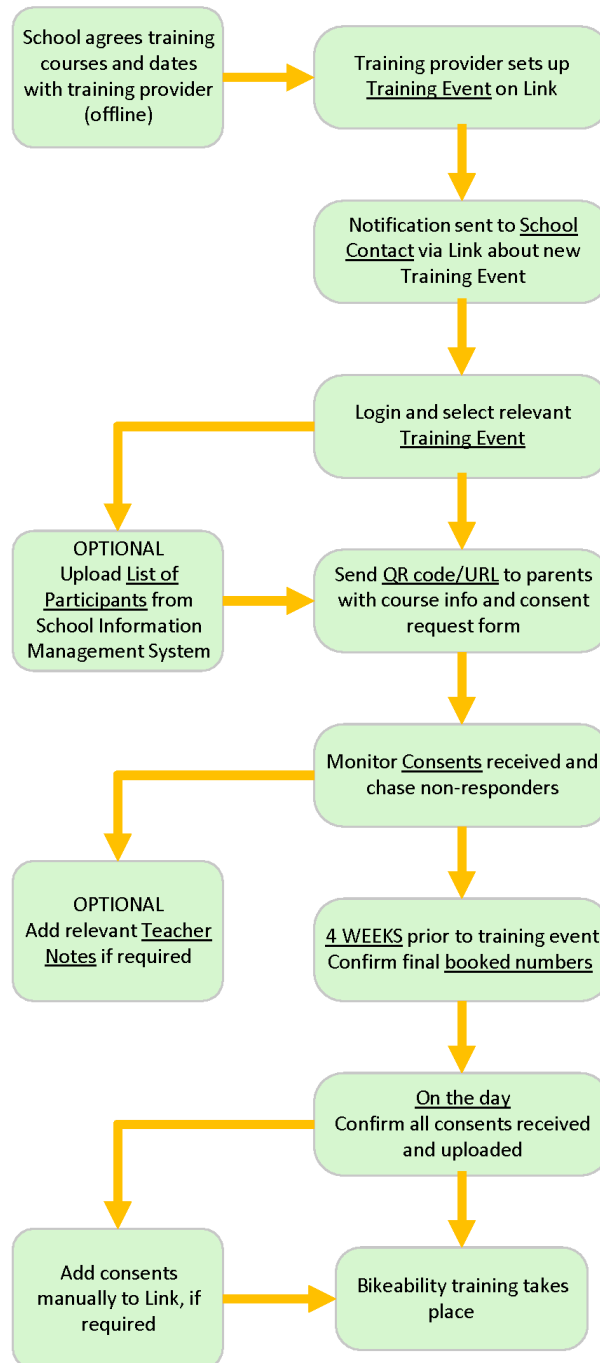 School agrees training
courses and dates
with training provider
(offline)
Training provider sets up
Training Event on Link
Notification sent to School
Contact via Link about new
Training Event
Login and select relevant
Training Event
OPTIONAL
Upload List of
Participants from
School Information
Management System
Send QR code/URL to parents
with course info and consent
request form
Monitor Consents received and
chase non-responders
OPTIONAL
Add relevant Teacher
Notes if required
4 WEEKS prior to training event
Confirm final booked numbers
On the day
Confirm all consents received
and uploaded
Add consents
manually to Link, if
required
Bikeability training takes
place